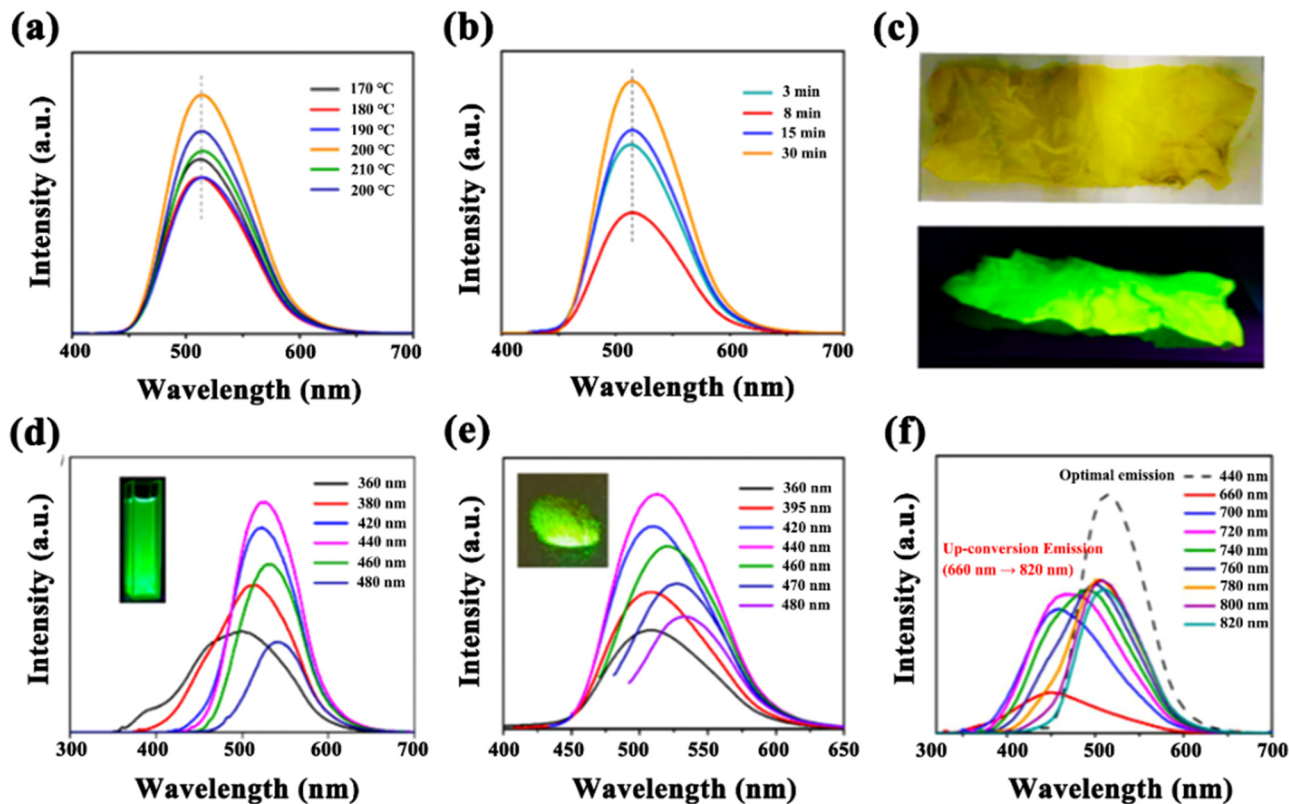 (a)
Intensity (a.u.)
170 °C
180 °C
190 °C
200 °C
210 °C
200 °C
400 500 600 700
Wavelength (nm)
(b)
Intensity (a.u.)
3 min
8 min
15 min
30 min
400 500 600 700
Wavelength (nm)
(c)
(d)
Intensity (a.u.)
360 nm
380 nm
420 nm
440 nm
460 nm
480 nm
300 400 500 600 700
Wavelength (nm)
(e)
Intensity (a.u.)
360 nm
395 nm
420 nm
440 nm
460 nm
470 nm
480 nm
400 450 500 550 600 650
Wavelength (nm)
(f)
Intensity (a.u.)
Optimal emission
440 nm
660 nm
700 nm
720 nm
740 nm
760 nm
780 nm
800 nm
820 nm
Up-conversion Emission
(660 nm → 820 nm)
300 400 500 600 700
Wavelength (nm)